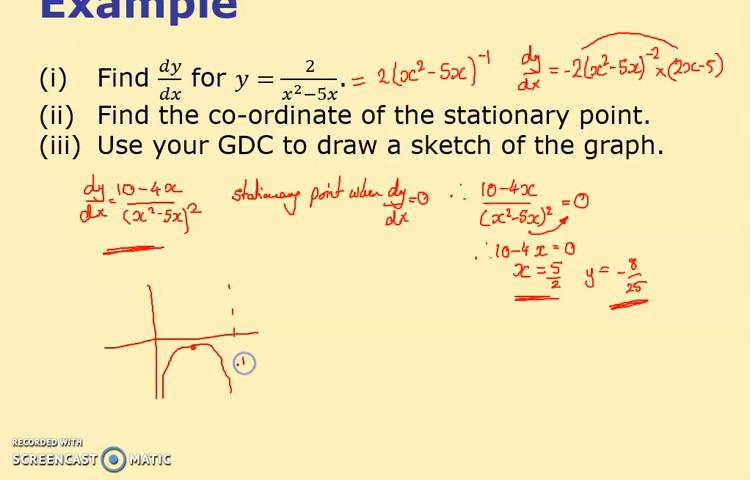 Example
(i) Find dy/dx for y = 2/(x²−5x). = 2(x²−5x)⁻¹ dy/dx = −2(x²−5x)⁻² × (2x−5)
(ii) Find the co-ordinate of the stationary point.
(iii) Use your GDC to draw a sketch of the graph.
dy/dx = (10−4x)/(x²−5x)² stationary point when dy/dx = 0 ∴ (10−4x)/(x²−5x)² = 0
∴ 10−4x = 0
x = 5/2 y = −8/25
RECORDED WITH
SCREENCAST MATIC